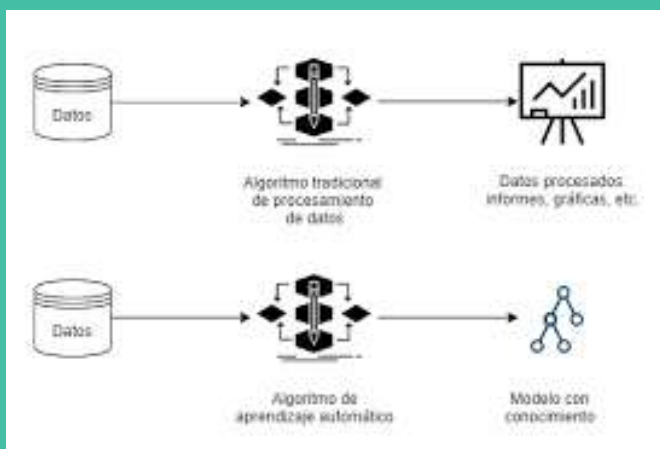 Datos
Algoritmo tradicional
de procesamiento
de datos
Datos procesados
informes, gráficas, etc.
Datos
Algoritmo de
aprendizaje automático
Modelo con
conocimiento